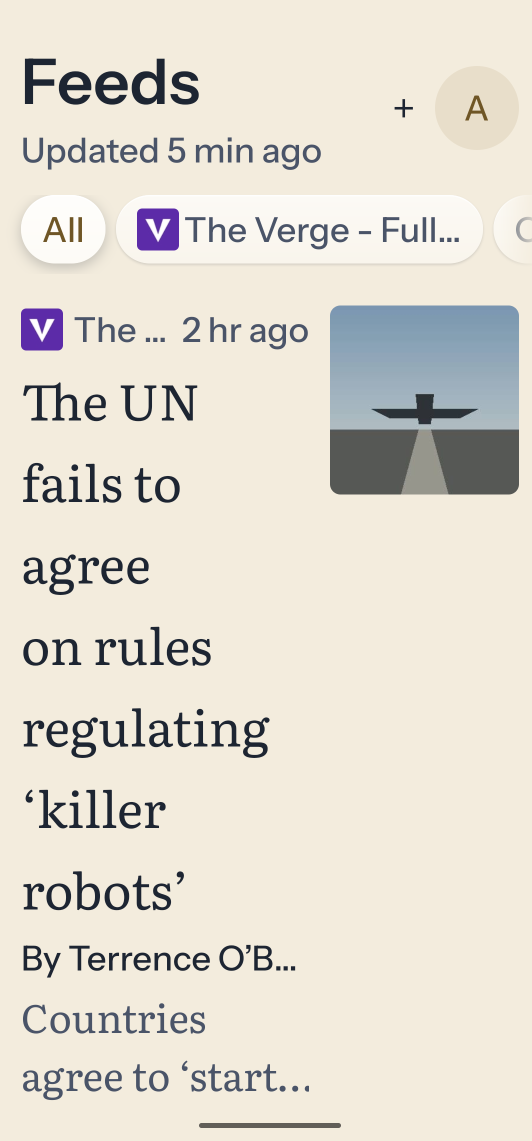 Feeds
Updated 5 min ago
+
A
All
The Verge - Full...
The ... 2 hr ago
The UN
fails to
agree
on rules
regulating
‘killer
robots’
By Terrence O’B...
Countries
agree to ‘start...